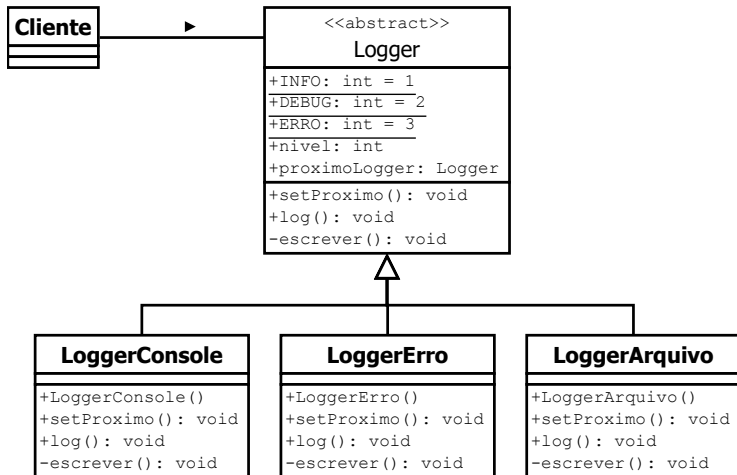 Cliente
<<abstract>>
Logger
+INFO: int = 1
+DEBUG: int = 2
+ERRO: int = 3
+nivel: int
+proximoLogger: Logger
+setProximo(): void
+log(): void
-escrever(): void
LoggerConsole
+LoggerConsole()
+setProximo(): void
+log(): void
-escrever(): void
LoggerErro
+LoggerErro()
+setProximo(): void
+log(): void
-escrever(): void
LoggerArquivo
+LoggerArquivo()
+setProximo(): void
+log(): void
-escrever(): void